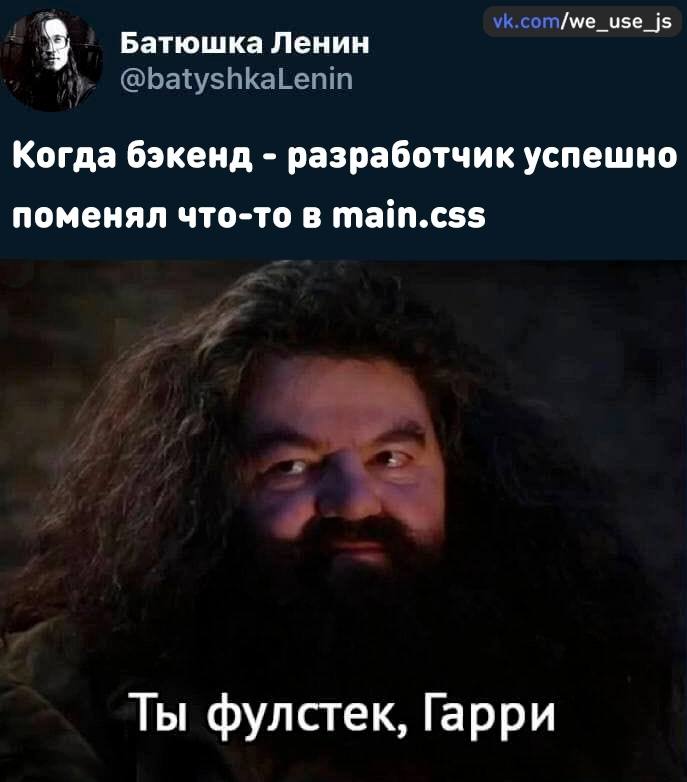 vk.com/we_use_js
Батюшка Ленин
@batyshkaLenin
Когда бэкенд - разработчик успешно
поменял что-то в main.css
Ты фулстек, Гарри